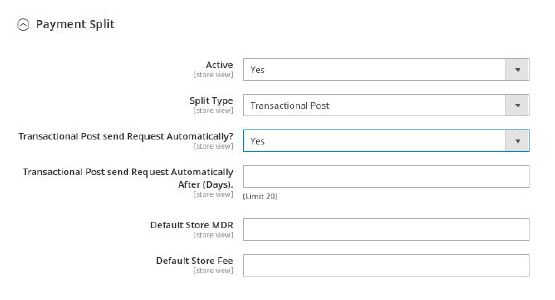 Payment Split
Active
Yes
[store view]
Split Type
Transactional Post
[store view]
Transactional Post send Request Automatically?
Yes
[store view]
Transactional Post send Request Automatically
After (Days).
[store view]
(Limit 20)
Default Store MDR
[store view]
Default Store Fee
[store view]